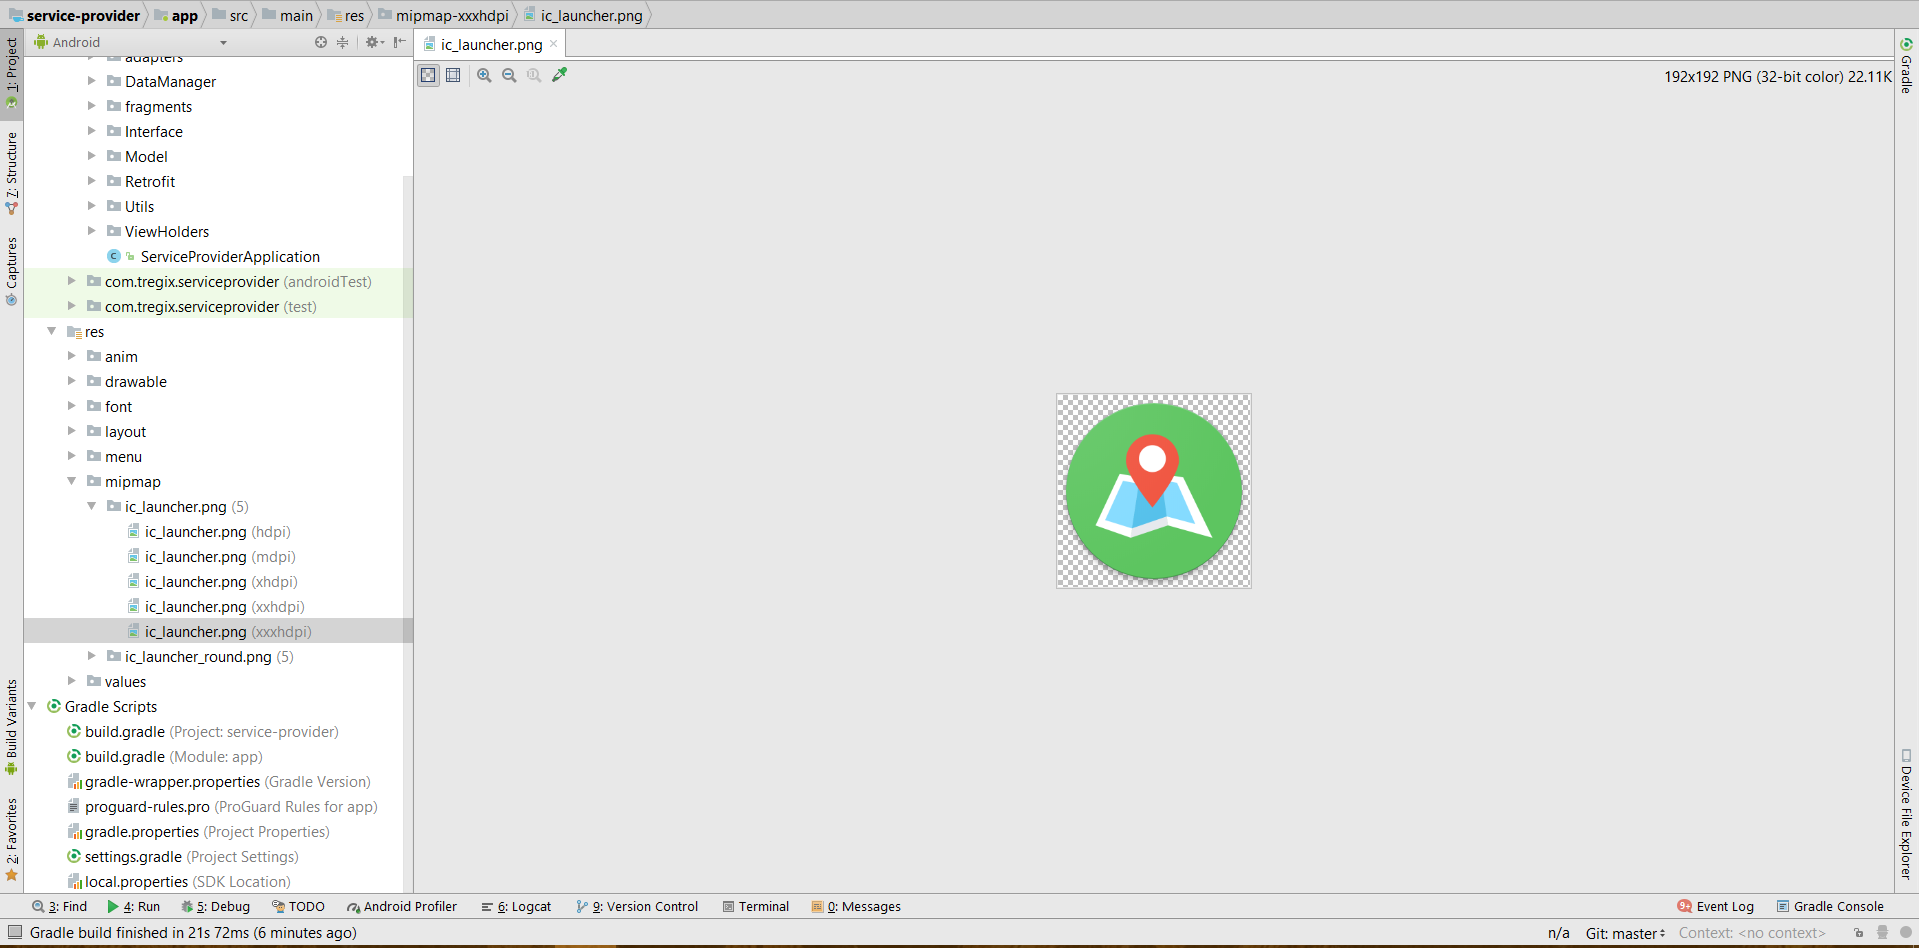 service-provider app src main res mipmap-xxxhdpi ic_launcher.png
Android
ic_launcher.png
192x192 PNG (32-bit color) 22.11K
1: Project
7: Structure
Captures
Build Variants
2: Favorites
adapters
DataManager
fragments
Interface
Model
Retrofit
Utils
ViewHolders
C ServiceProviderApplication
com.tregix.serviceprovider (androidTest)
com.tregix.serviceprovider (test)
res
anim
drawable
font
layout
menu
mipmap
ic_launcher.png (5)
ic_launcher.png (hdpi)
ic_launcher.png (mdpi)
ic_launcher.png (xhdpi)
ic_launcher.png (xxhdpi)
ic_launcher.png (xxxhdpi)
ic_launcher_round.png (5)
values
Gradle Scripts
build.gradle (Project: service-provider)
build.gradle (Module: app)
gradle-wrapper.properties (Gradle Version)
proguard-rules.pro (ProGuard Rules for app)
gradle.properties (Project Properties)
settings.gradle (Project Settings)
local.properties (SDK Location)
Gradle
Device File Explorer
3: Find 4: Run 5: Debug TODO Android Profiler 6: Logcat 9: Version Control Terminal 0: Messages 9+ Event Log Gradle Console
Gradle build finished in 21s 72ms (6 minutes ago) n/a Git: master Context: <no context>